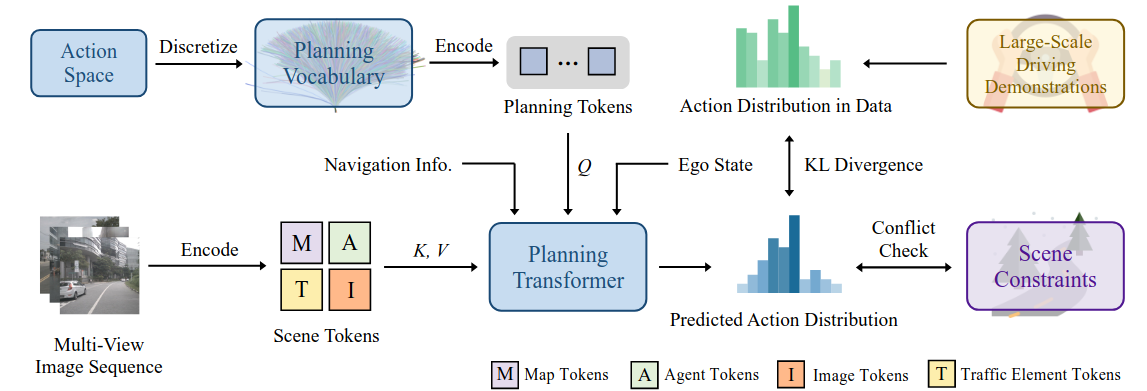 Action
Space
Discretize
Planning
Vocabulary
Encode
...
Planning Tokens
Action Distribution in Data
Large-Scale
Driving
Demonstrations
Navigation Info.
Q
Ego State
KL Divergence
Multi-View
Image Sequence
Encode
M
A
T
I
Scene Tokens
K, V
Planning
Transformer
Predicted Action Distribution
Conflict
Check
Scene
Constraints
M Map Tokens
A Agent Tokens
I Image Tokens
T Traffic Element Tokens